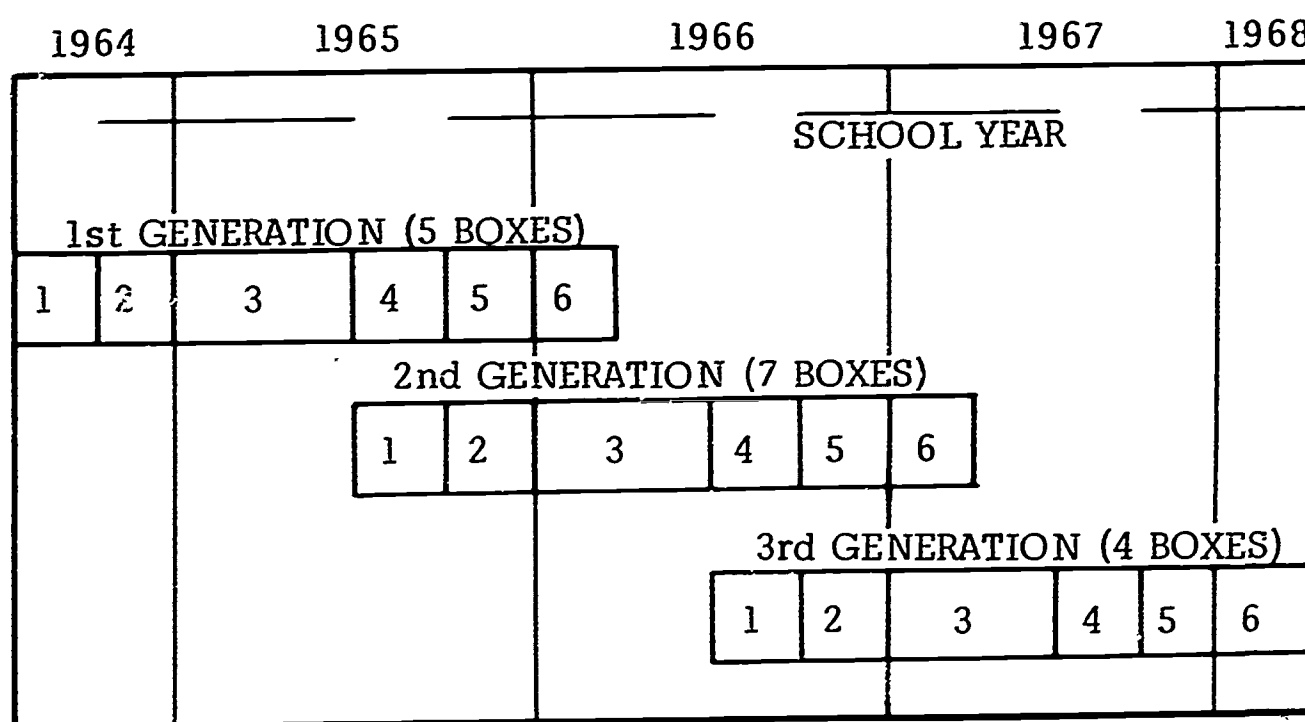 1964 1965 1966 1967 1968
SCHOOL YEAR
1st GENERATION (5 BOXES)
1 2 3 4 5 6
2nd GENERATION (7 BOXES)
1 2 3 4 5 6
3rd GENERATION (4 BOXES)
1 2 3 4 5 6